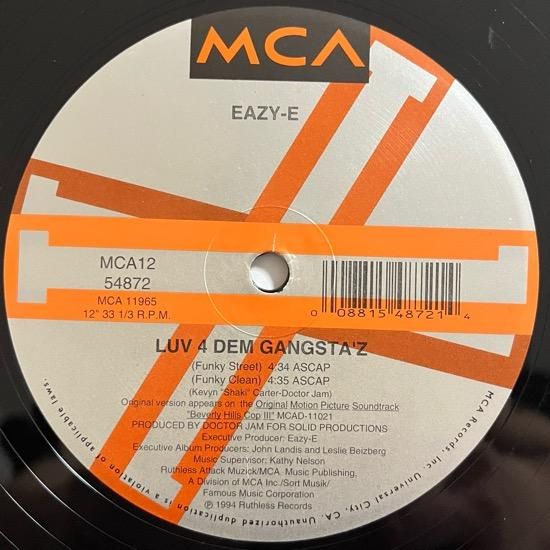 MCA
EAZY-E
MCA12
54872
MCA 11965
12" 33 1/3 R.P.M.
0 08815 48721 4
LUV 4 DEM GANGSTA'Z
(Funky Street) 4:34 ASCAP
(Funky Clean) 4:35 ASCAP
(Kevyn "Shaki" Carter-Doctor Jam)
Original version appears on the Original Motion Picture Soundtrack
"Beverly Hills Cop III" MCAD-11021
PRODUCED BY DOCTOR JAM FOR SOLID PRODUCTIONS
Executive Producer: Eazy-E
Executive Album Producers: John Landis and Leslie Belzberg
Music Supervisor: Kathy Nelson
Ruthless Attack Muzick/MCA Music Publishing,
A Division of MCA Inc./Sort Musik/
Famous Music Corporation
℗ 1994 Ruthless Records
MCA Records, Inc. Universal City, CA. Unauthorized duplication is a violation of applicable laws.